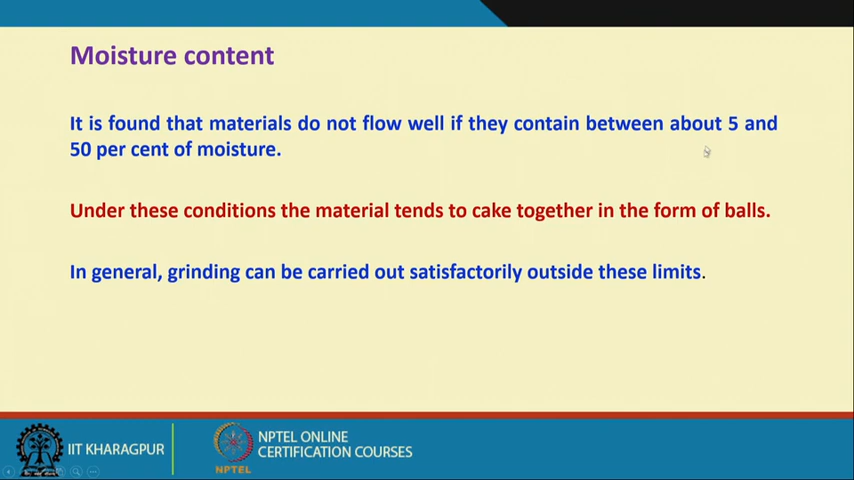 Moisture content
It is found that materials do not flow well if they contain between about 5 and
50 per cent of moisture.
Under these conditions the material tends to cake together in the form of balls.
In general, grinding can be carried out satisfactorily outside these limits.
IIT KHARAGPUR
NPTEL
NPTEL ONLINE
CERTIFICATION COURSES